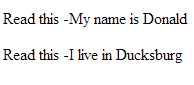 Read this -My name is Donald
Read this -I live in Ducksburg